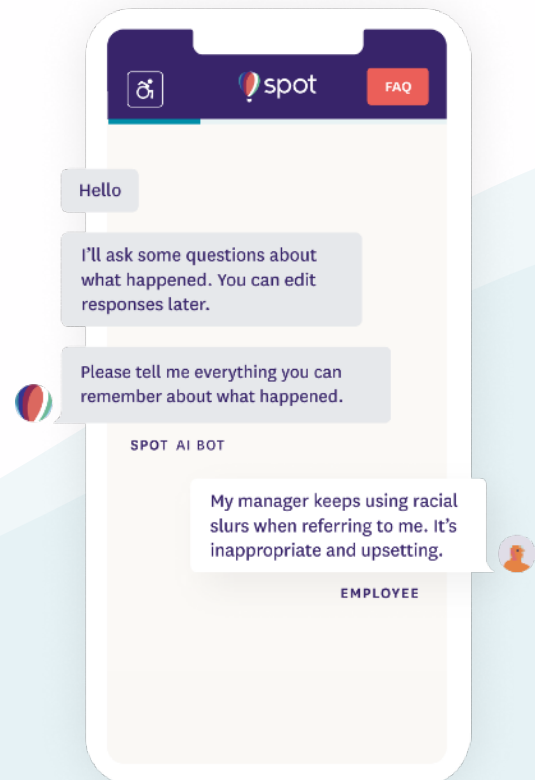 spot
FAQ
Hello
I'll ask some questions about
what happened. You can edit
responses later.
Please tell me everything you can
remember about what happened.
SPOT AI BOT
My manager keeps using racial
slurs when referring to me. It's
inappropriate and upsetting.
EMPLOYEE